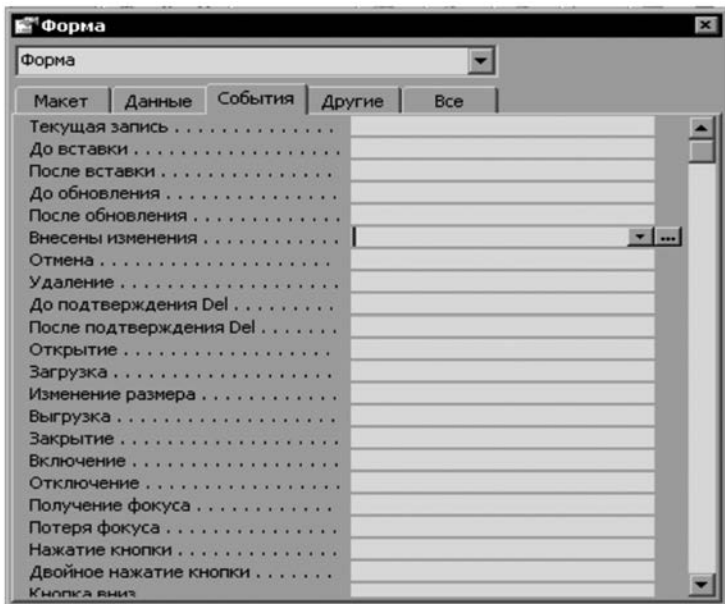 Форма
Форма
Макет Данные События Другие Все
Текущая запись . . . . . . . . . . . . . .
До вставки . . . . . . . . . . . . . . . . . .
После вставки . . . . . . . . . . . . . . .
До обновления . . . . . . . . . . . . . . .
После обновления . . . . . . . . . . . . .
Внесены изменения . . . . . . . . . . . .
Отмена . . . . . . . . . . . . . . . . . . . .
Удаление . . . . . . . . . . . . . . . . . . .
До подтверждения Del . . . . . . . . . .
После подтверждения Del . . . . . . .
Открытие . . . . . . . . . . . . . . . . . . .
Загрузка . . . . . . . . . . . . . . . . . . .
Изменение размера . . . . . . . . . . . .
Выгрузка . . . . . . . . . . . . . . . . . . .
Закрытие . . . . . . . . . . . . . . . . . . .
Включение . . . . . . . . . . . . . . . . . .
Отключение . . . . . . . . . . . . . . . . .
Получение фокуса . . . . . . . . . . . . .
Потеря фокуса . . . . . . . . . . . . . . .
Нажатие кнопки . . . . . . . . . . . . . .
Двойное нажатие кнопки . . . . . . .
Кнопка вниз